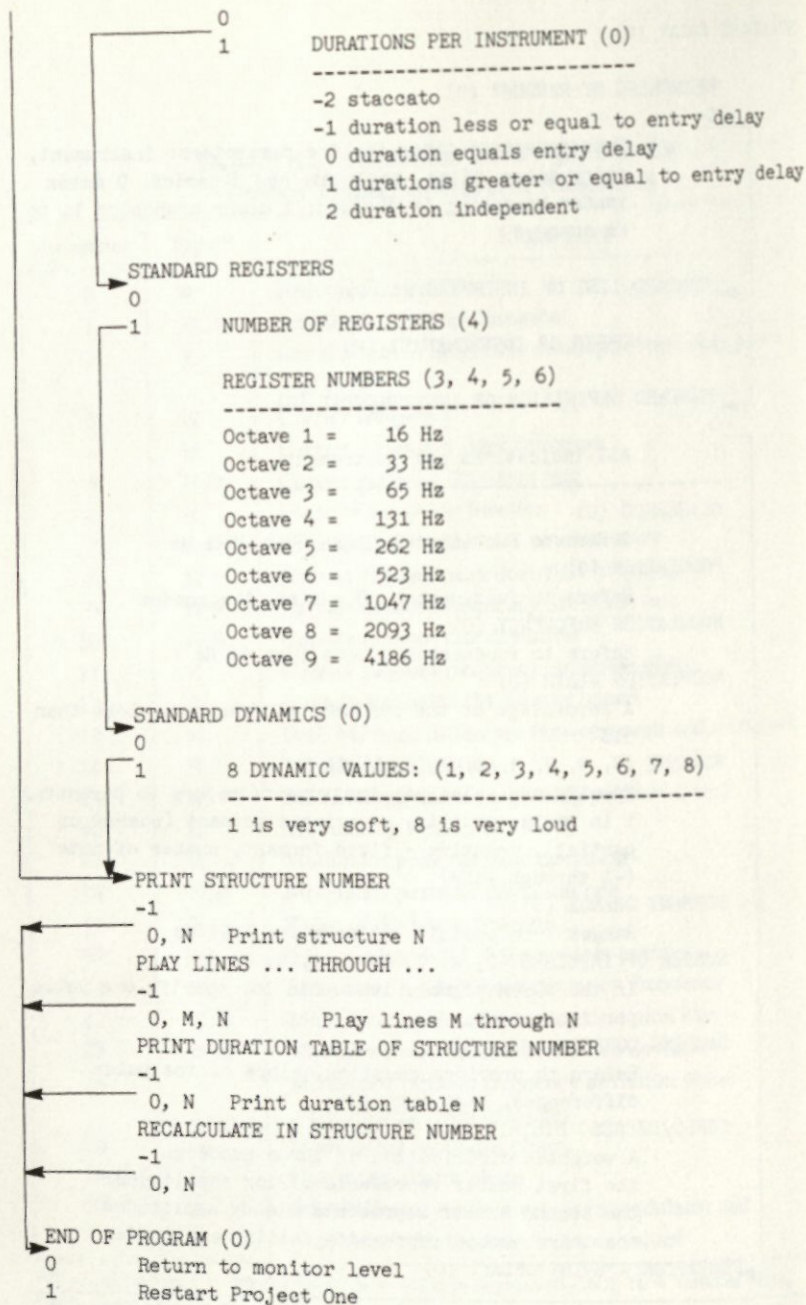 0
1 DURATIONS PER INSTRUMENT (0)
-----------------------------
-2 staccato
-1 duration less or equal to entry delay
0 duration equals entry delay
1 durations greater or equal to entry delay
2 duration independent
STANDARD REGISTERS
0
1 NUMBER OF REGISTERS (4)
REGISTER NUMBERS (3, 4, 5, 6)
------------------------------
Octave 1 = 16 Hz
Octave 2 = 33 Hz
Octave 3 = 65 Hz
Octave 4 = 131 Hz
Octave 5 = 262 Hz
Octave 6 = 523 Hz
Octave 7 = 1047 Hz
Octave 8 = 2093 Hz
Octave 9 = 4186 Hz
STANDARD DYNAMICS (0)
0
1 8 DYNAMIC VALUES: (1, 2, 3, 4, 5, 6, 7, 8)
-------------------------------------------
1 is very soft, 8 is very loud
PRINT STRUCTURE NUMBER
-1
0, N Print structure N
PLAY LINES ... THROUGH ...
-1
0, M, N Play lines M through N
PRINT DURATION TABLE OF STRUCTURE NUMBER
-1
0, N Print duration table N
RECALCULATE IN STRUCTURE NUMBER
-1
0, N
END OF PROGRAM (0)
0 Return to monitor level
1 Restart Project One